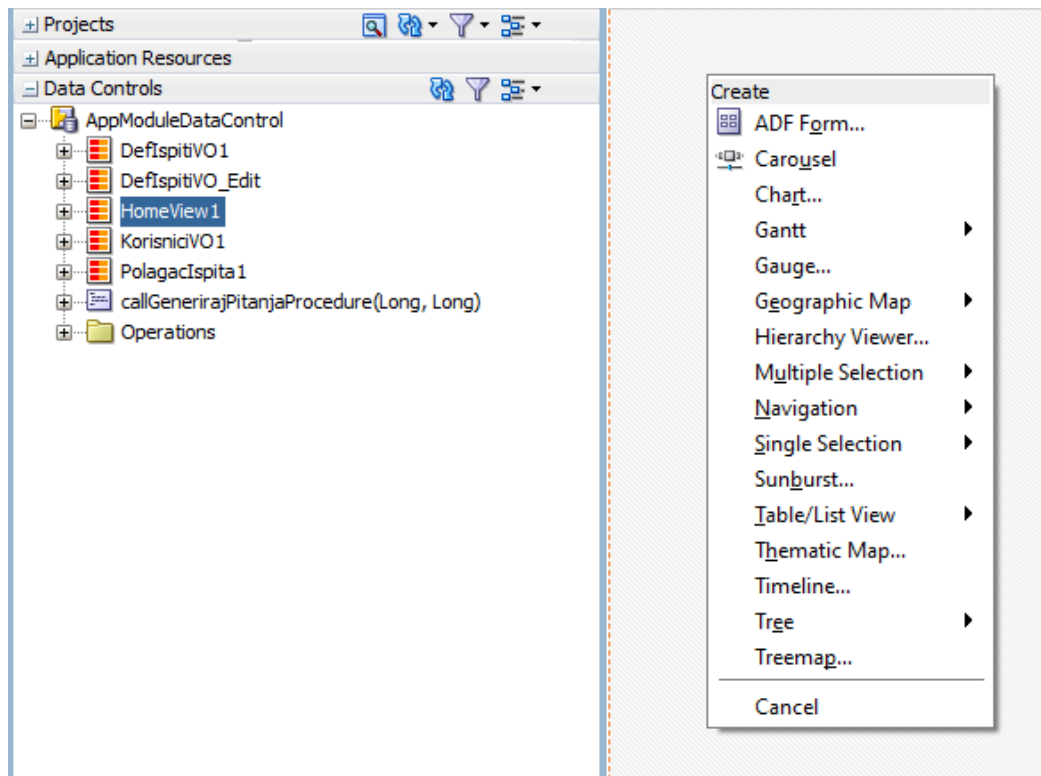 Projects
Application Resources
Data Controls
AppModuleDataControl
DefIspitiVO1
DefIspitiVO_Edit
HomeView1
KorisniciVO1
PolagacIspita1
callGenerirajPitanjaProcedure(Long, Long)
Operations
Create
ADF Form...
Carousel
Chart...
Gantt
Gauge...
Geographic Map
Hierarchy Viewer...
Multiple Selection
Navigation
Single Selection
Sunburst...
Table/List View
Thematic Map...
Timeline...
Tree
Treemap...
Cancel